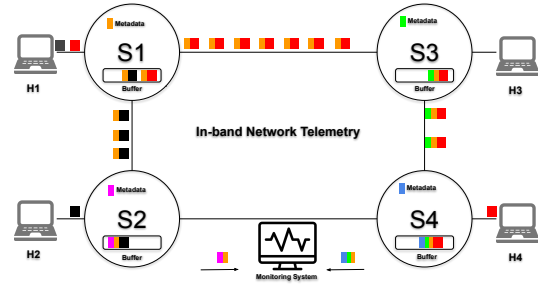 Metadata
S1
Buffer
Metadata
S3
Buffer
H1
H3
In-band Network Telemetry
Metadata
S2
Buffer
Metadata
S4
Buffer
H2
H4
Monitoring System